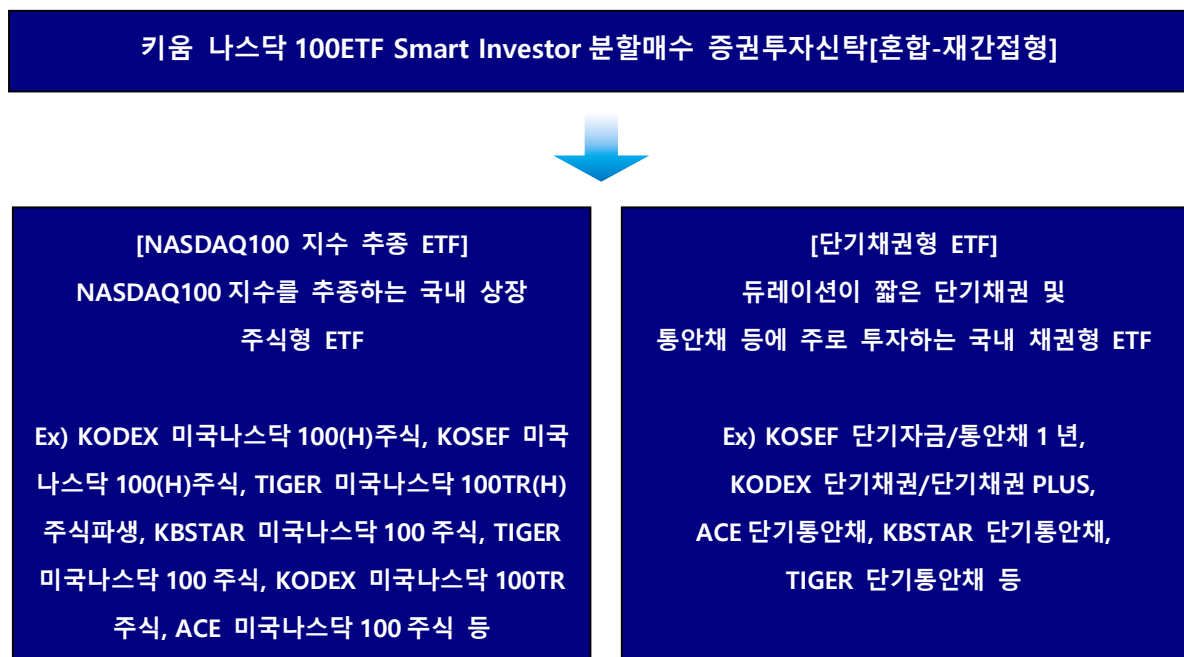 키움 나스닥 100ETF Smart Investor 분할매수 증권투자신탁[혼합-재간접형]
[NASDAQ100 지수 추종 ETF]
NASDAQ100 지수를 추종하는 국내 상장
주식형 ETF
Ex) KODEX 미국나스닥 100(H)주식, KOSEF 미국
나스닥 100(H)주식, TIGER 미국나스닥 100TR(H)
주식파생, KBSTAR 미국나스닥 100 주식, TIGER
미국나스닥 100 주식, KODEX 미국나스닥 100TR
주식, ACE 미국나스닥 100 주식 등
[단기채권형 ETF]
듀레이션이 짧은 단기채권 및
통안채 등에 주로 투자하는 국내 채권형 ETF
Ex) KOSEF 단기자금/통안채 1 년,
KODEX 단기채권/단기채권 PLUS,
ACE 단기통안채, KBSTAR 단기통안채,
TIGER 단기통안채 등